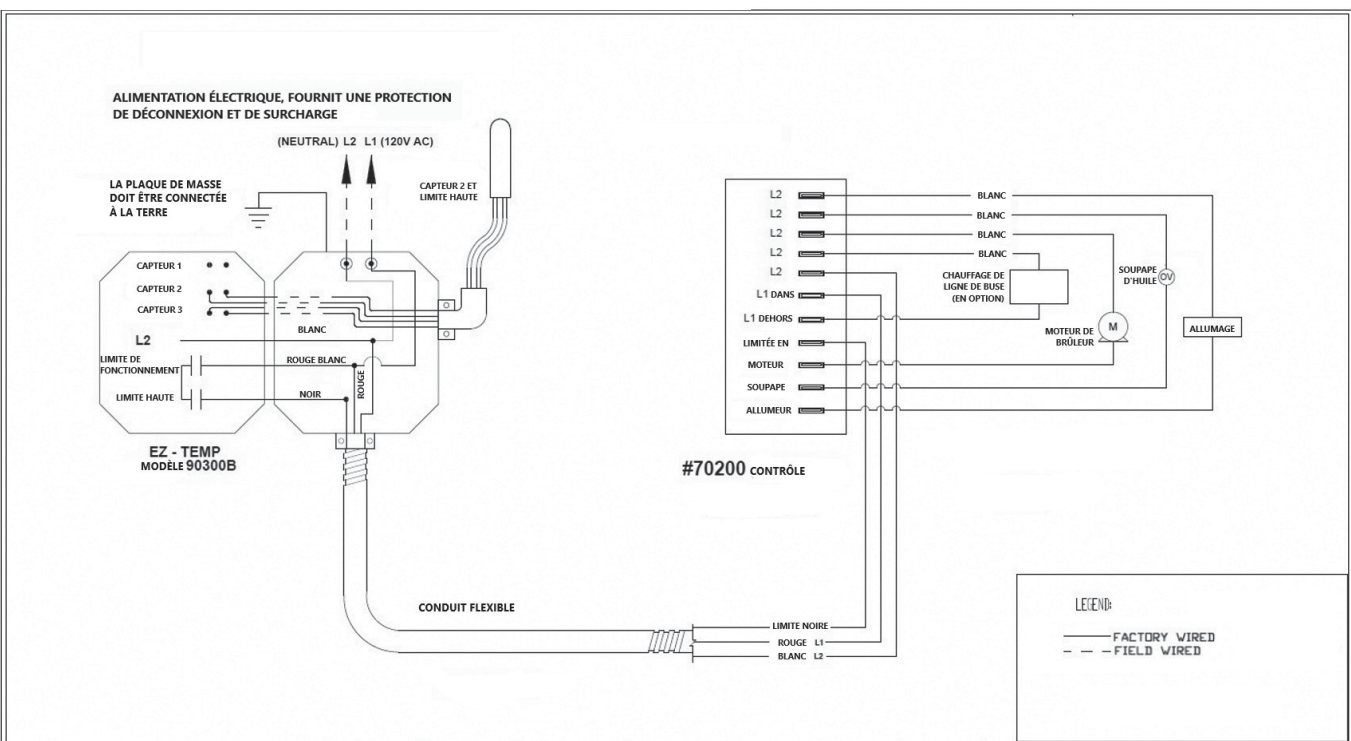 ALIMENTATION ÉLECTRIQUE, FOURNIT UNE PROTECTION
DE DÉCONNEXION ET DE SURCHARGE
(NEUTRAL) L2 L1 (120V AC)
LA PLAQUE DE MASSE
DOIT ÊTRE CONNECTÉE
À LA TERRE
CAPTEUR 2 ET
LIMITE HAUTE
CAPTEUR 1
CAPTEUR 2
CAPTEUR 3
L2
BLANC
LIMITE DE
FONCTIONNEMENT
ROUGE BLANC
ROUGE
LIMITE HAUTE
NOIR
EZ - TEMP
MODÈLE 90300B
L2
L2
L2
L2
L2
L1 DANS
L1 DEHORS
LIMITÉE EN
MOTEUR
SOUPAPE
ALLUMEUR
#70200 CONTRÔLE
BLANC
BLANC
BLANC
BLANC
CHAUFFAGE DE
LIGNE DE BUSE
(EN OPTION)
SOUPAPE
D'HUILE
OV
MOTEUR DE
BRÛLEUR
M
ALLUMAGE
CONDUIT FLEXIBLE
LIMITE NOIRE
ROUGE L1
BLANC L2
LEGEND:
FACTORY WIRED
FIELD WIRED